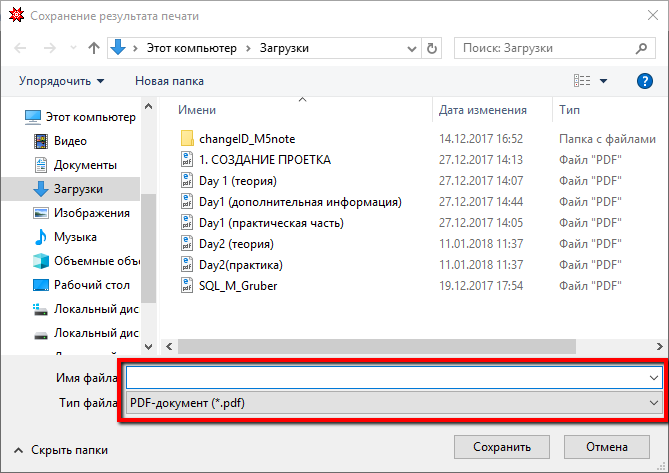 Сохранение результата печати
Этот компьютер > Загрузки
Поиск: Загрузки
Упорядочить
Новая папка
?
Имени Дата изменения Тип
Этот компьютер
Видео
Документы
Загрузки
Изображения
Музыка
Объемные объ
Рабочий стол
Локальный дис
Локальный дис
changeID_M5note 14.12.2017 16:52 Папка с файлами
1. СОЗДАНИЕ ПРОЕТКА 27.12.2017 14:13 Файл "PDF"
Day 1 (теория) 27.12.2017 14:07 Файл "PDF"
Day1 (дополнительная информация) 27.12.2017 14:44 Файл "PDF"
Day1 (практическая часть) 27.12.2017 14:05 Файл "PDF"
Day2 (теория) 11.01.2018 11:37 Файл "PDF"
Day2(практика) 11.01.2018 11:37 Файл "PDF"
SQL_M_Gruber 19.12.2017 17:54 Файл "PDF"
Имя файла
Тип файла PDF-документ (*.pdf)
Скрыть папки
Сохранить
Отмена